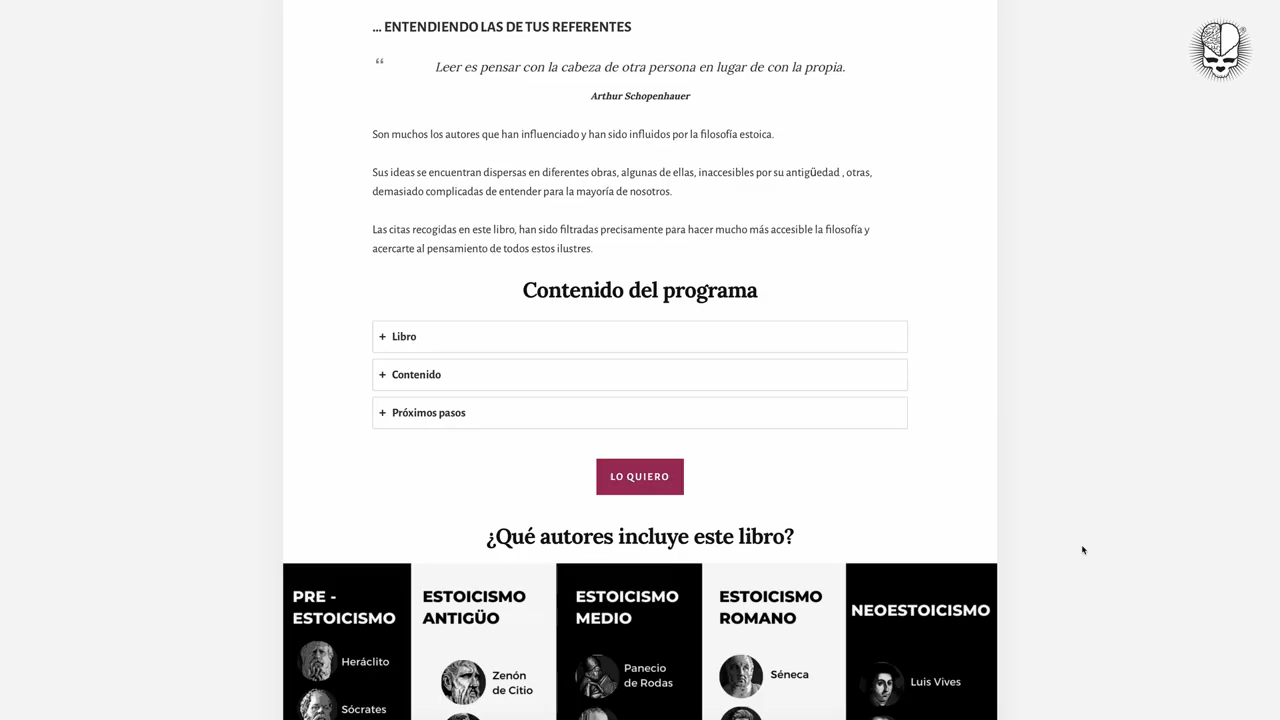 ... ENTENDIENDO LAS DE TUS REFERENTES
“ Leer es pensar con la cabeza de otra persona en lugar de con la propia.
Arthur Schopenhauer
Son muchos los autores que han influenciado y han sido influidos por la filosofía estoica.
Sus ideas se encuentran dispersas en diferentes obras, algunas de ellas, inaccesibles por su antigüedad , otras,
demasiado complicadas de entender para la mayoría de nosotros.
Las citas recogidas en este libro, han sido filtradas precisamente para hacer mucho más accesible la filosofía y
acercarte al pensamiento de todos estos ilustres.
Contenido del programa
+ Libro
+ Contenido
+ Próximos pasos
LO QUIERO
¿Qué autores incluye este libro?
PRE -
ESTOICISMO
Heráclito
Sócrates
ESTOICISMO
ANTIGÜO
Zenón
de Citio
ESTOICISMO
MEDIO
Panecio
de Rodas
ESTOICISMO
ROMANO
Séneca
NEOESTOICISMO
Luis Vives